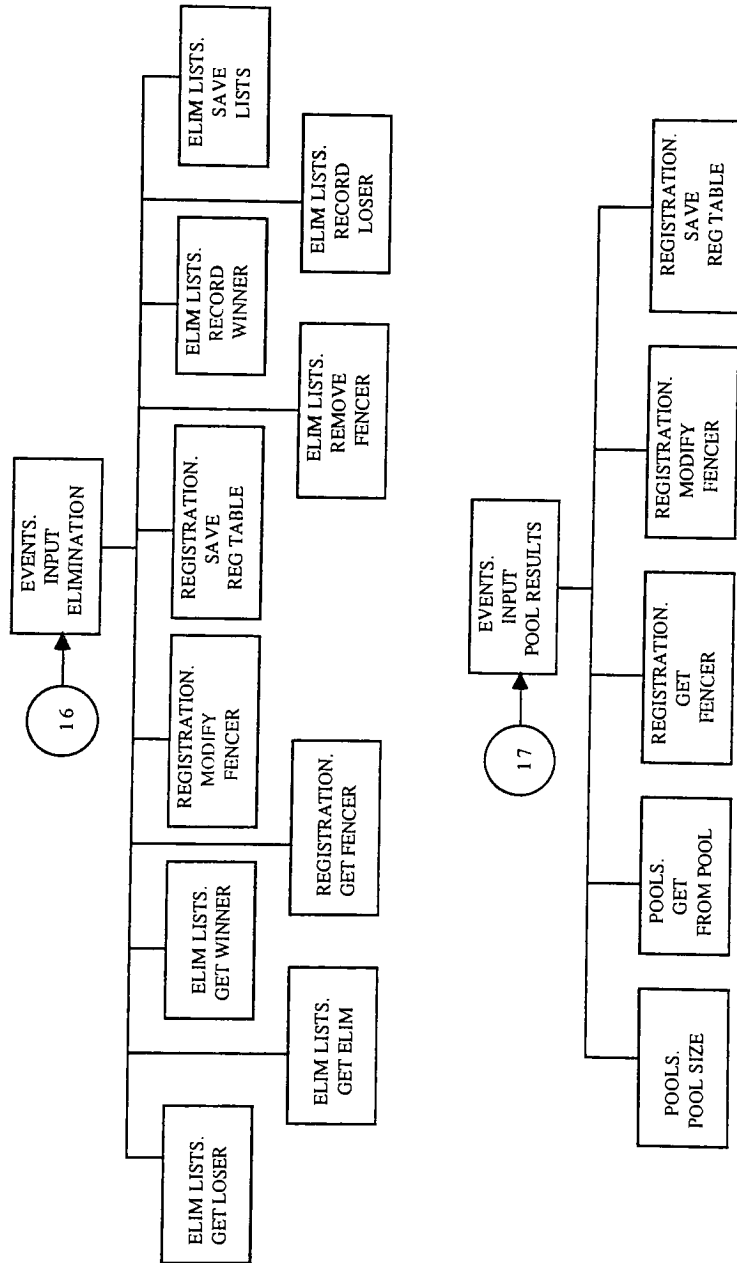 16
EVENTS.
INPUT
ELIMINATION
ELIM LISTS.
GET LOSER
ELIM LISTS.
GET ELIM
ELIM LISTS.
GET WINNER
REGISTRATION.
GET FENCER
REGISTRATION.
MODIFY
FENCER
REGISTRATION.
SAVE
REG TABLE
ELIM LISTS.
REMOVE
FENCER
ELIM LISTS.
RECORD
WINNER
ELIM LISTS.
RECORD
LOSER
ELIM LISTS.
SAVE
LISTS
17
EVENTS.
INPUT
POOL RESULTS
POOLS.
POOL SIZE
POOLS.
GET
FROM POOL
REGISTRATION.
GET
FENCER
REGISTRATION.
MODIFY
FENCER
REGISTRATION.
SAVE
REG TABLE